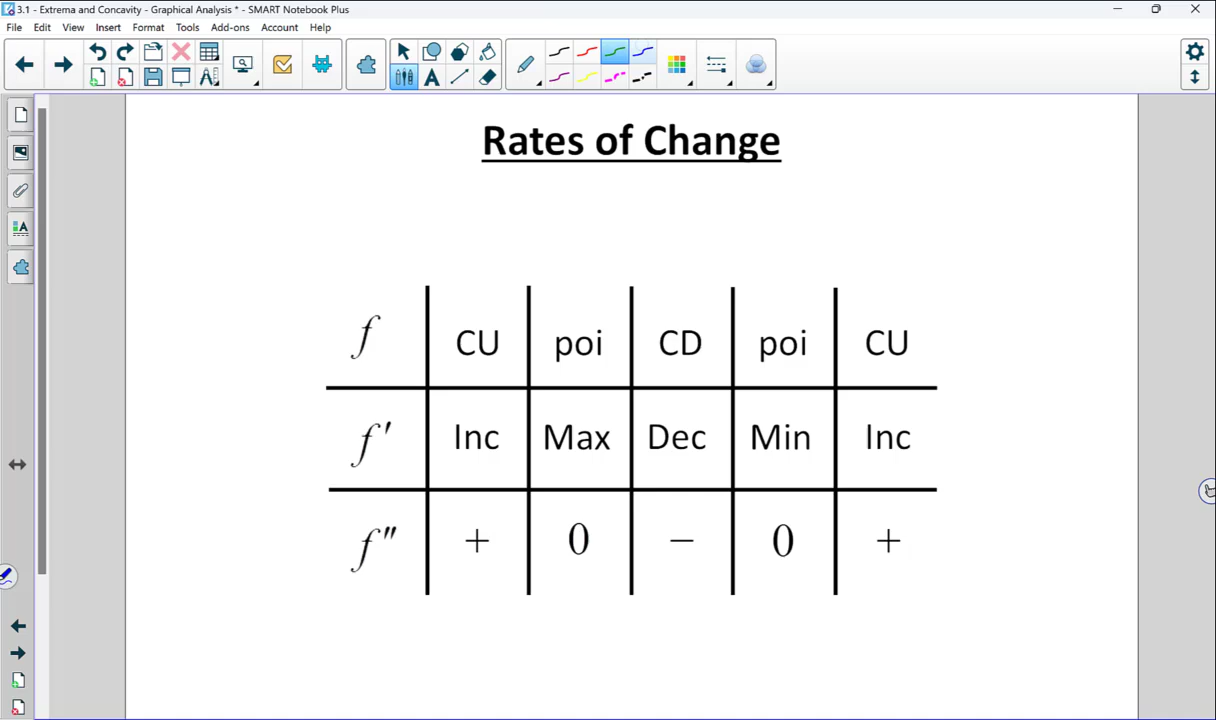 3.1 - Extrema and Concavity - Graphical Analysis * - SMART Notebook Plus
File Edit View Insert Format Tools Add-ons Account Help
Rates of Change
f CU poi CD poi CU
f' Inc Max Dec Min Inc
f" + 0 − 0 +